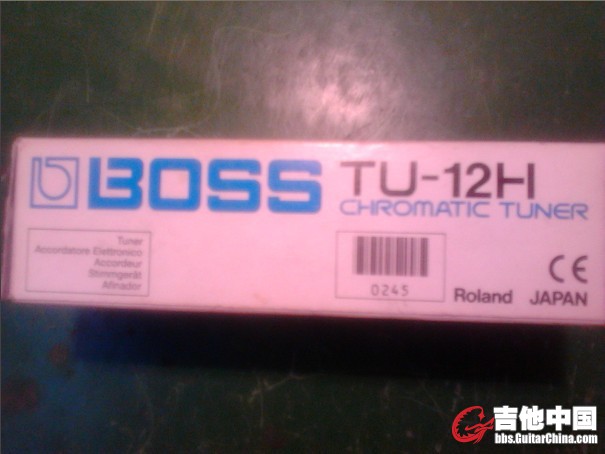 BOSS TU-12H
CHROMATIC TUNER
Tuner
Accordatore Elettronico
Accordeur
Stimmgerät
Afinador
0245
CE
Roland JAPAN
吉他中国
bbs.GuitarChina.com